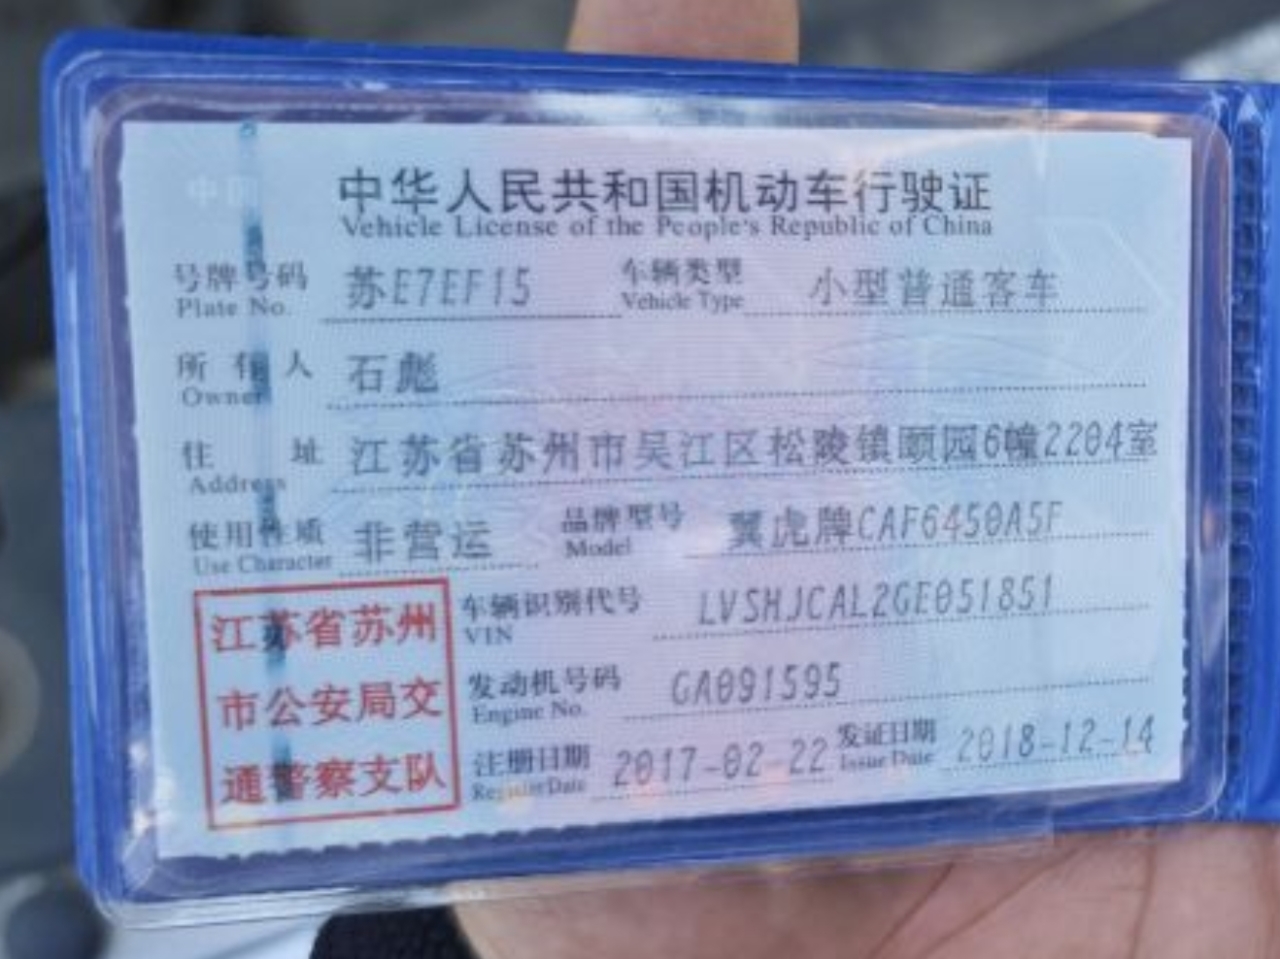 中华人民共和国机动车行驶证
Vehicle License of the People's Republic of China
号牌号码 苏E7EF15 车辆类型 小型普通客车
Plate No. Vehicle Type
所有人 石彪
Owner
住址 江苏省苏州市吴江区松陵镇颐园6幢2204室
Address
使用性质 非营运 品牌型号 翼虎牌CAF6450A5F
Use Character Model
江苏省苏州 车辆识别代号 LVSHJCAL2GE051851
VIN
市公安局交 发动机号码 GA091595
Engine No.
通警察支队 注册日期 2017-02-22 发证日期 2018-12-14
Register Date Issue Date